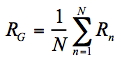 R_G = \frac{1}{N} \sum_{n=1}^{N} R_n